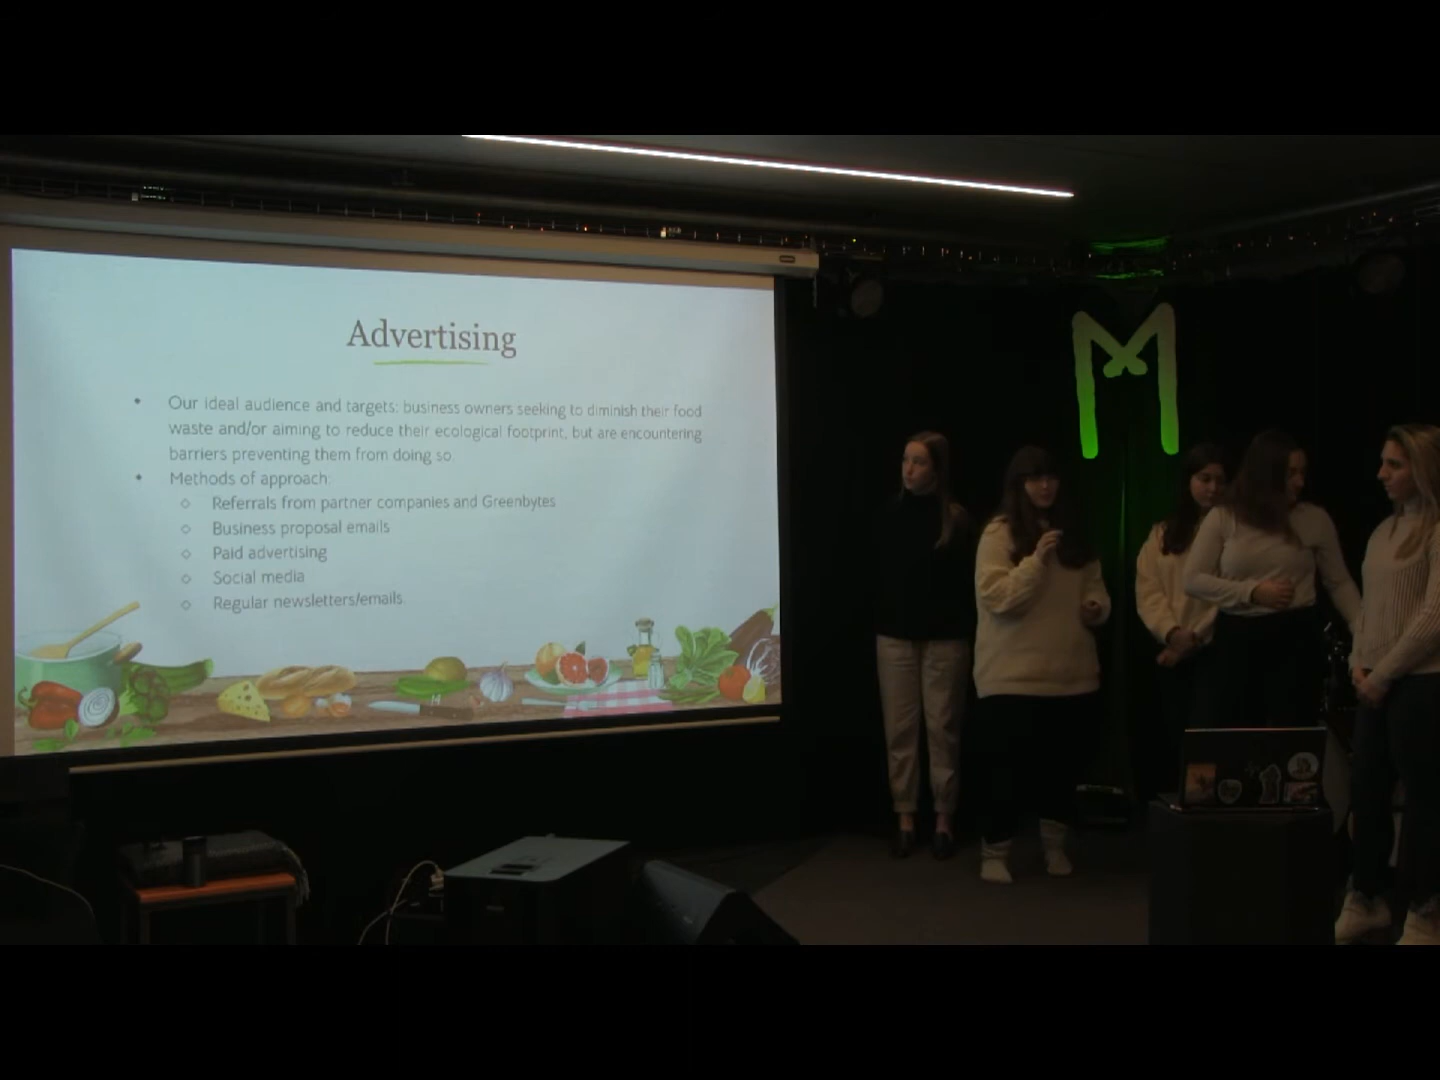 Advertising
• Our ideal audience and targets: business owners seeking to diminish their food
waste and/or aiming to reduce their ecological footprint, but are encountering
barriers preventing them from doing so.
• Methods of approach:
◇ Referrals from partner companies and Greenbytes
◇ Business proposal emails
◇ Paid advertising
◇ Social media
◇ Regular newsletters/emails
M